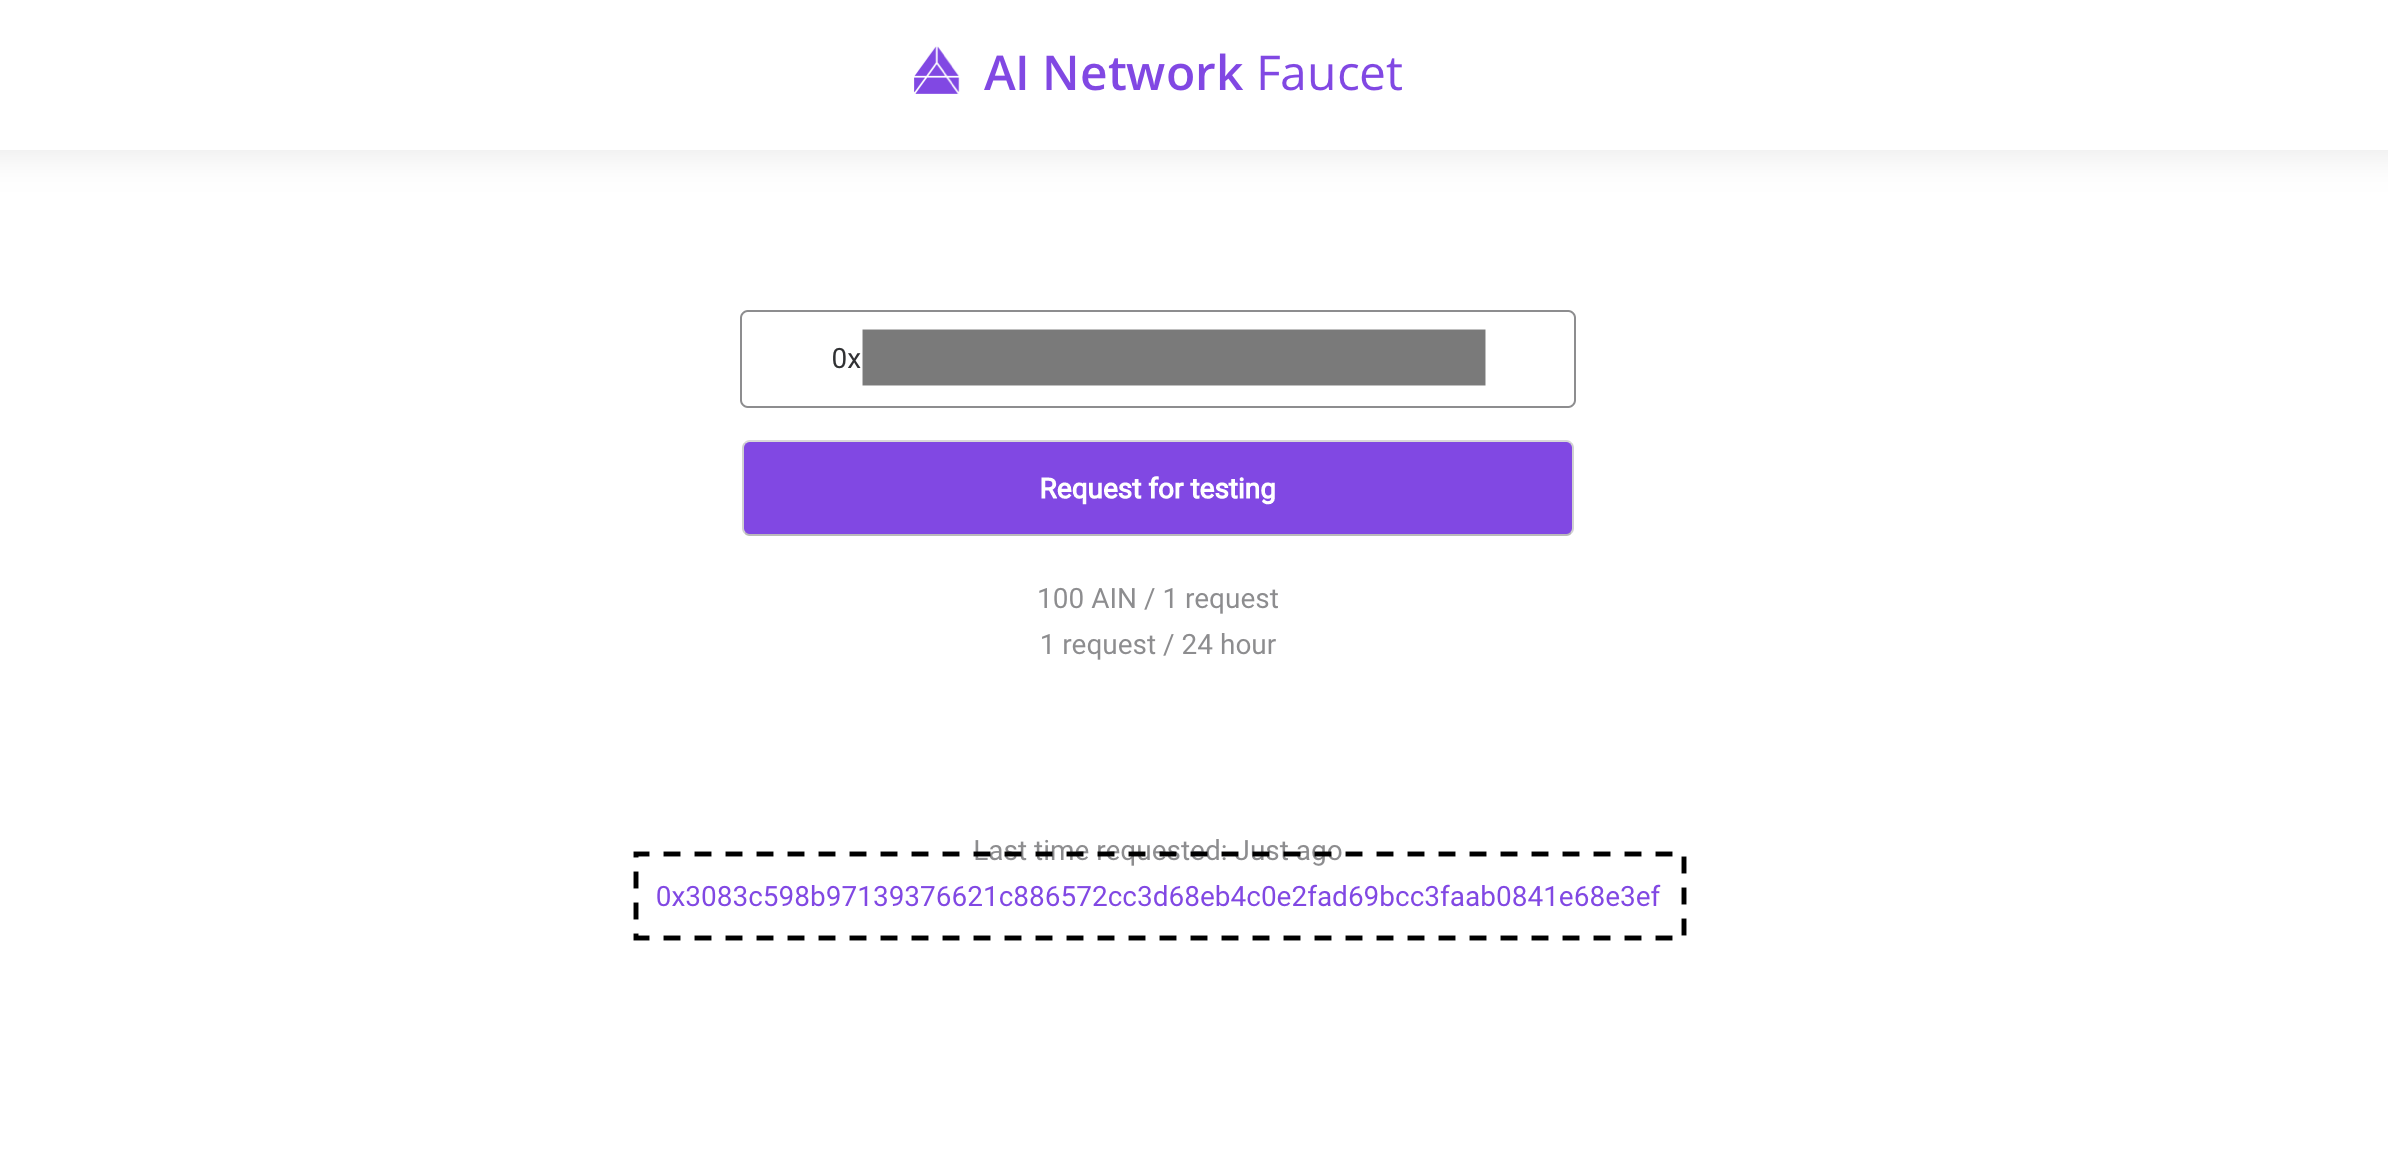 AI Network Faucet
0x
Request for testing
100 AIN / 1 request
1 request / 24 hour
Last time requested: Just ago
0x3083c598b97139376621c886572cc3d68eb4c0e2fad69bcc3faab0841e68e3ef